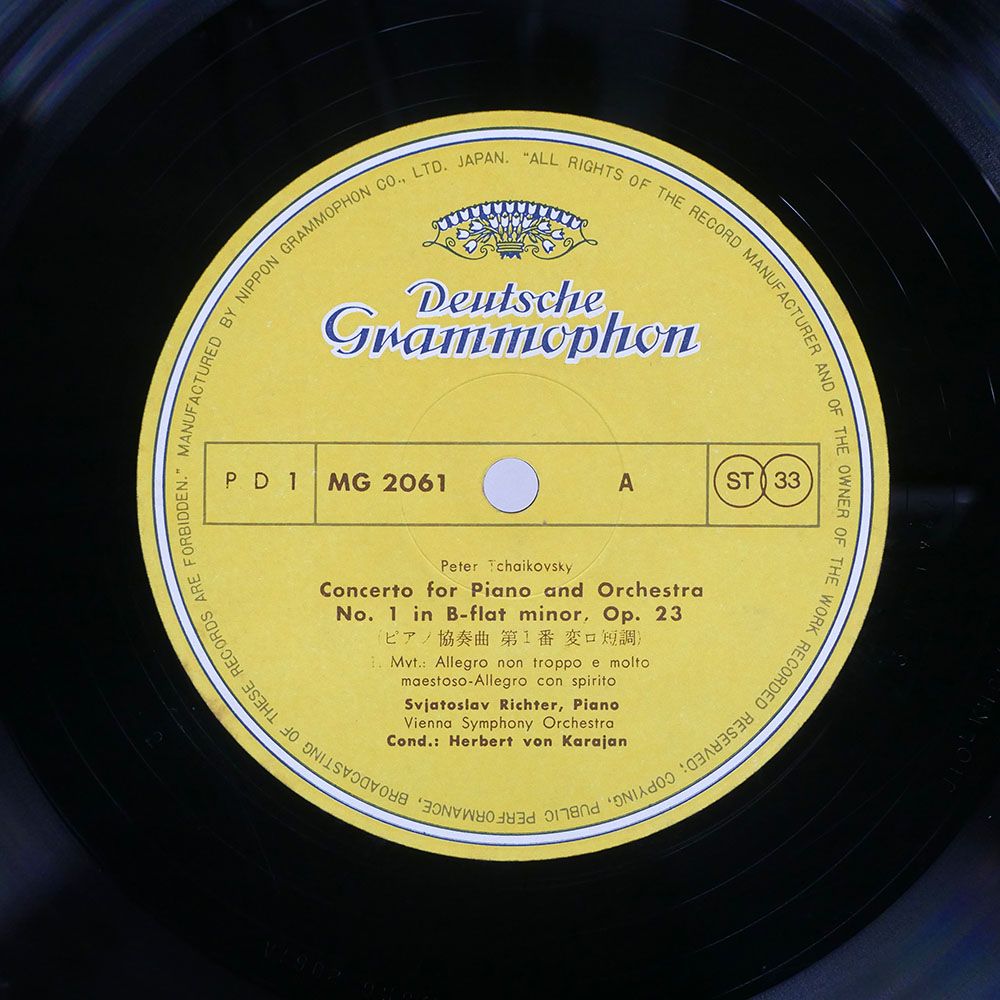 MANUFACTURED BY NIPPON GRAMMOPHON CO., LTD. JAPAN. "ALL RIGHTS OF THE RECORD MANUFACTURER AND OF THE OWNER OF THE WORK RECORDED RESERVED; COPYING, PUBLIC PERFORMANCE, BROADCASTING OF THESE RECORDS ARE FORBIDDEN."
Deutsche
Grammophon
PD1 MG 2061 A ST 33
Peter Tchaikovsky
Concerto for Piano and Orchestra
No. 1 in B-flat minor, Op. 23
(ピアノ協奏曲 第1番 変ロ短調)
1. Mvt.: Allegro non troppo e molto
maestoso-Allegro con spirito
Svjatoslav Richter, Piano
Vienna Symphony Orchestra
Cond.: Herbert von Karajan